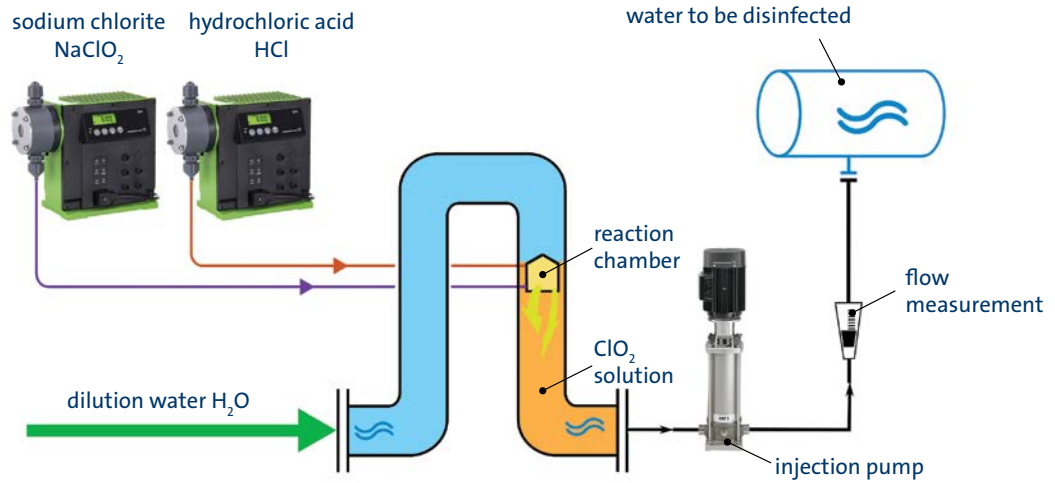 sodium chlorite
NaClO₂
hydrochloric acid
HCl
water to be disinfected
reaction
chamber
flow
measurement
ClO₂
solution
dilution water H₂O
injection pump